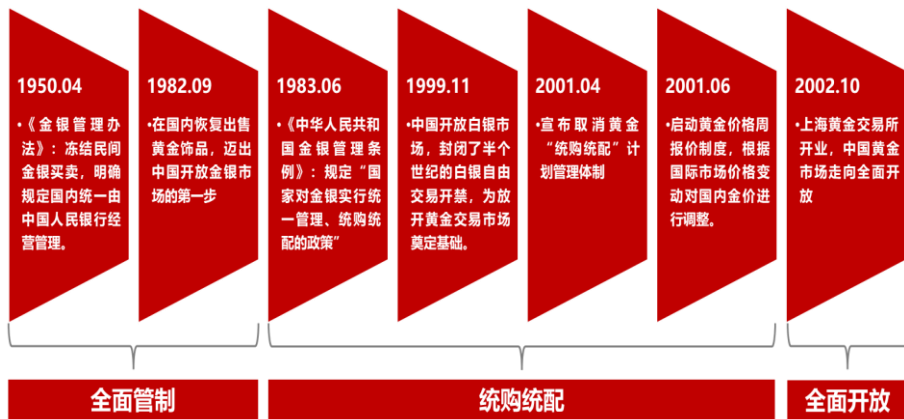 1950.04
•《金银管理办
法》：冻结民间
金银买卖，明确
规定国内统一由
中国人民银行经
营管理。
1982.09
•在国内恢复出售
黄金饰品，迈出
中国开放金银市
场的第一步
1983.06
•《中华人民共和
国金银管理条
例》：规定“国
家对金银实行统
一管理、统购统
配的政策”
1999.11
•中国开放白银市
场，封闭了半个
世纪的白银自由
交易开禁，为放
开黄金交易市场
奠定基础。
2001.04
•宣布取消黄金
“统购统配”计
划管理体制
2001.06
•启动黄金价格周
报价制度，根据
国际市场价格变
动对国内金价进
行调整。
2002.10
•上海黄金交易所
开业，中国黄金
市场走向全面开
放
全面管制
统购统配
全面开放